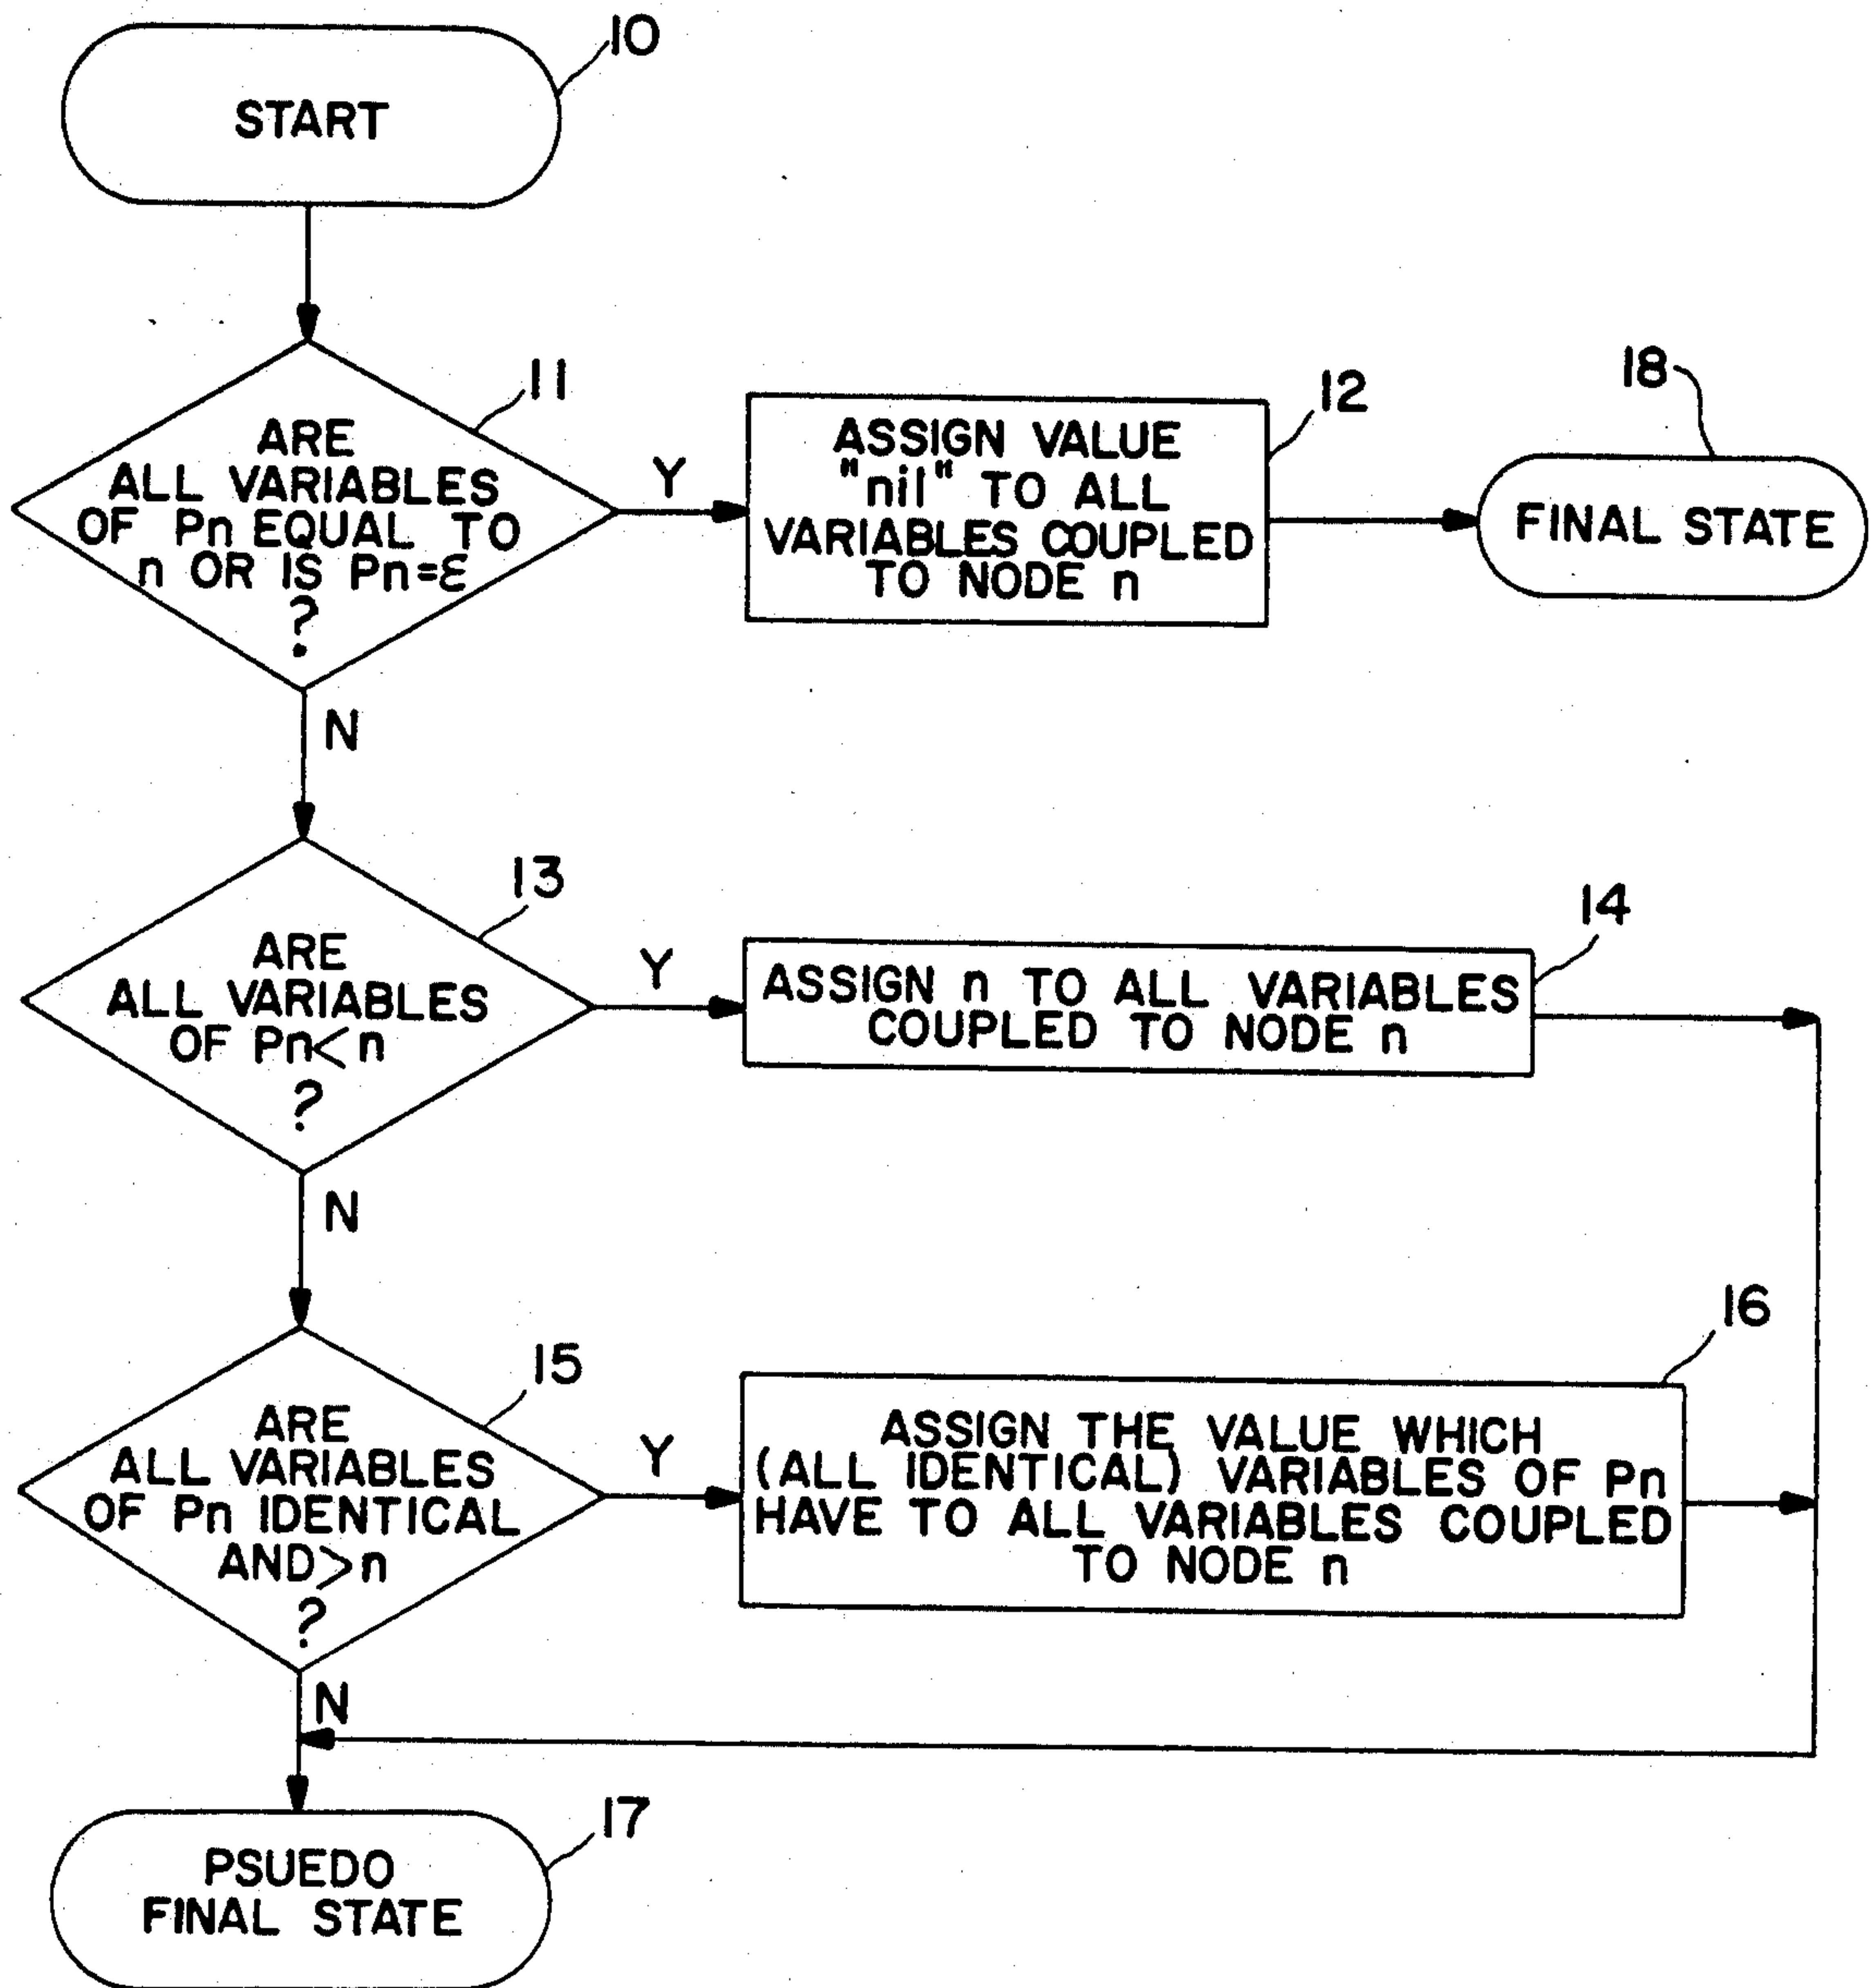 10
START
11
ARE
ALL VARIABLES
OF Pn EQUAL TO
n OR IS Pn=ε
?
Y
12
ASSIGN VALUE
"nil" TO ALL
VARIABLES COUPLED
TO NODE n
18
FINAL STATE
N
13
ARE
ALL VARIABLES
OF Pn< n
?
Y
14
ASSIGN n TO ALL VARIABLES
COUPLED TO NODE n
N
15
ARE
ALL VARIABLES
OF Pn IDENTICAL
AND>n
?
Y
16
ASSIGN THE VALUE WHICH
(ALL IDENTICAL) VARIABLES OF Pn
HAVE TO ALL VARIABLES COUPLED
TO NODE n
N
17
PSUEDO
FINAL STATE